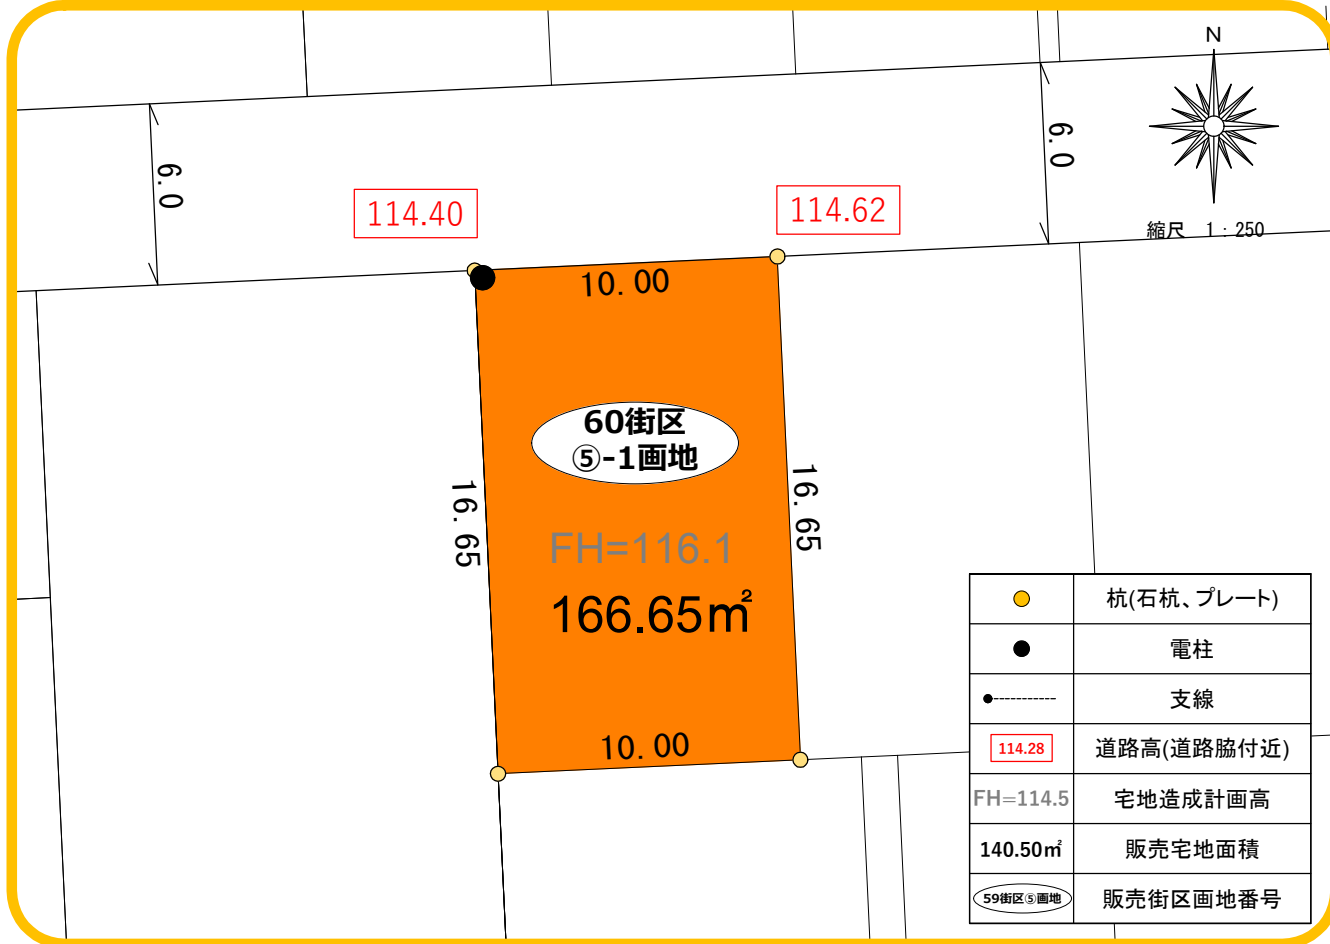 N
縮尺 1：250
6.0
6.0
114.40
114.62
10.00
60街区
⑤-1画地
16.65
16.65
FH=116.1
166.65㎡
10.00
杭(石杭、プレート)
電柱
支線
114.28 道路高(道路脇付近)
FH=114.5 宅地造成計画高
140.50㎡ 販売宅地面積
59街区⑤画地 販売街区画地番号